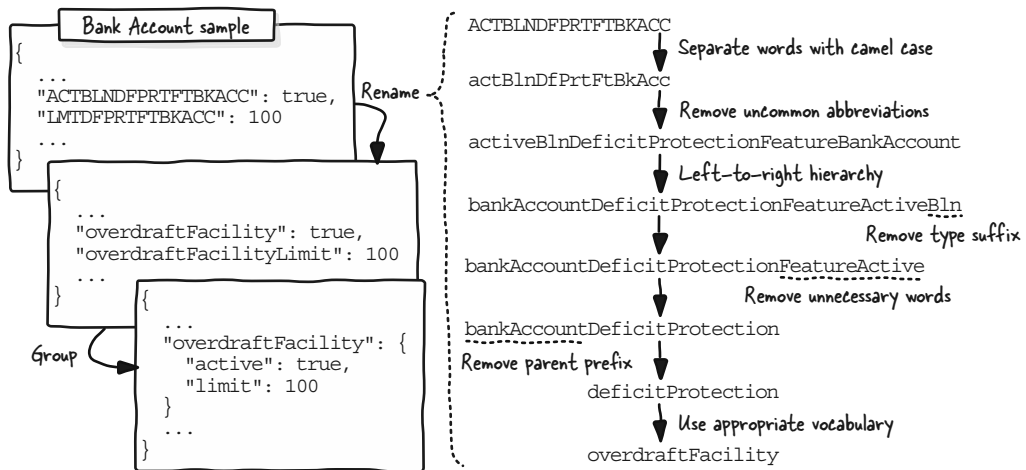 Bank Account sample
{
...
"ACTBLNDFPRTFTBKACC": true,
"LMTDFPRTFTBKACC": 100
...
}
Rename
{
...
"overdraftFacility": true,
"overdraftFacilityLimit": 100
...
}
Group
{
...
"overdraftFacility": {
"active": true,
"limit": 100
}
...
}
ACTBLNDFPRTFTBKACC
Separate words with camel case
actBlnDfPrtFtBkAcc
Remove uncommon abbreviations
activeBlnDeficitProtectionFeatureBankAccount
Left-to-right hierarchy
bankAccountDeficitProtectionFeatureActiveBln
Remove type suffix
bankAccountDeficitProtectionFeatureActive
Remove unnecessary words
bankAccountDeficitProtection
Remove parent prefix
deficitProtection
Use appropriate vocabulary
overdraftFacility